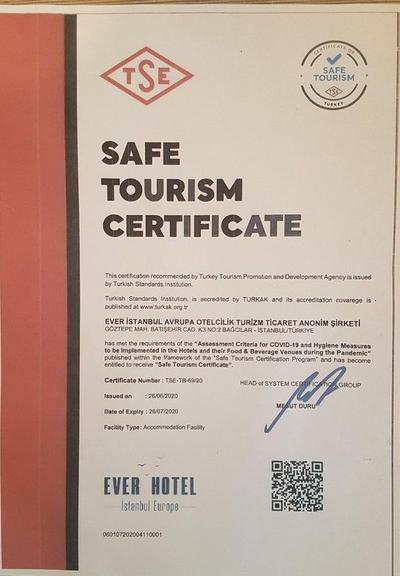 TSE
CERTIFICATE OF
SAFE
TOURISM
TSE
TURKEY
SAFE
TOURISM
CERTIFICATE
This certification recommended by Turkey Tourism Promotion and Development Agency is issued
by Turkish Standards Institution.
Turkish Standards Institution, is accredited by TURKAK and its accreditation covarege is
published at www.turkak.org.tr
EVER İSTANBUL AVRUPA OTELCİLİK TURİZM TİCARET ANONİM ŞİRKETİ
GÖZTEPE MAH. BATIŞEHİR CAD. K3 NO:2 BAĞCILAR - İSTANBUL/TÜRKİYE
has met the requirements of the "Assessment Criteria for COVID-19 and Hygiene Measures
to be Implemented in the Hotels and their Food & Beverage Venues during the Pandemic"
published within the framework of the "Safe Tourism Certification Program" and has become
entitled to receive "Safe Tourism Certificate".
Certificate Number : TSE-TB-69/20
HEAD of SYSTEM CERTIFICATION GROUP
Issued on : 26/06/2020
MESUT DURU
Date of Expiry : 26/07/2020
Facility Type: Accommodation Facility
EVER HOTEL
İstanbul Europe
060107202004110001